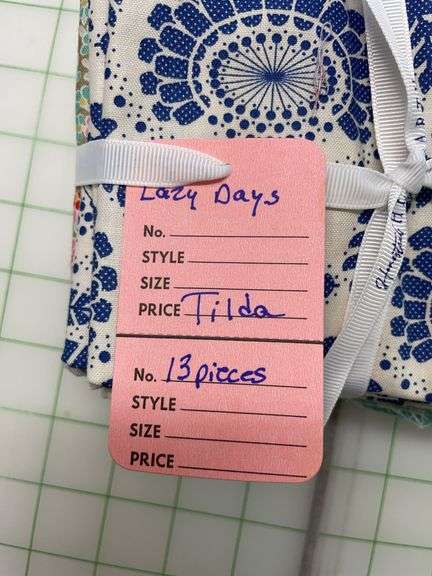 Lazy Days
No.
STYLE
SIZE
PRICE Tilda
No. 13 pieces
STYLE
SIZE
PRICE